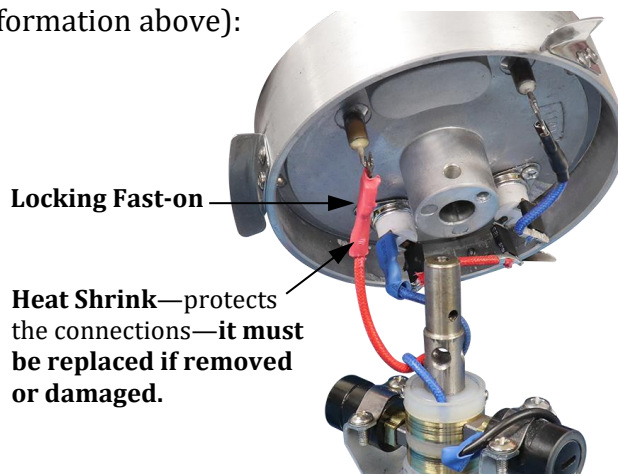 formation above):
Locking Fast-on
Heat Shrink—protects
the connections—it must
be replaced if removed
or damaged.